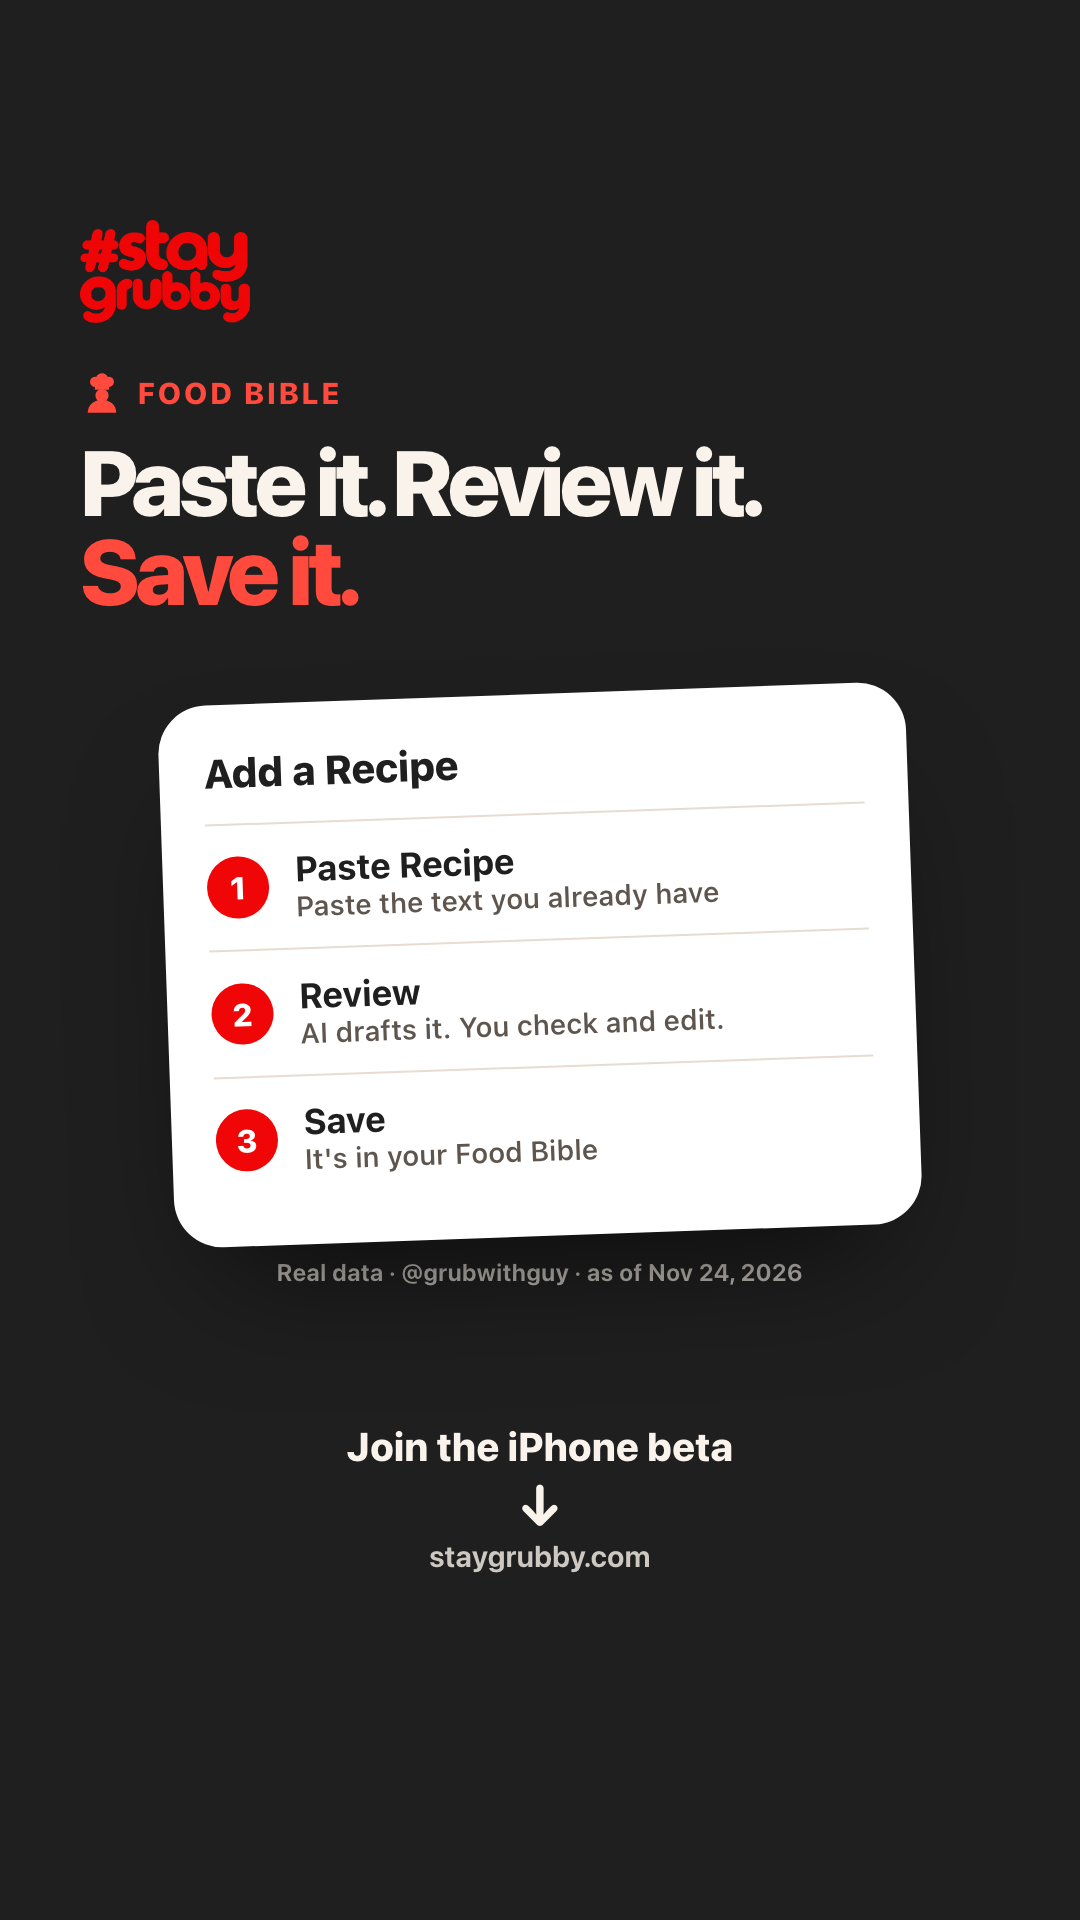 #stay
grubby
FOOD BIBLE
Paste it. Review it.
Save it.
Add a Recipe
1
Paste Recipe
Paste the text you already have
2
Review
AI drafts it. You check and edit.
3
Save
It's in your Food Bible
Real data · @grubwithguy · as of Nov 24, 2026
Join the iPhone beta
↓
staygrubby.com